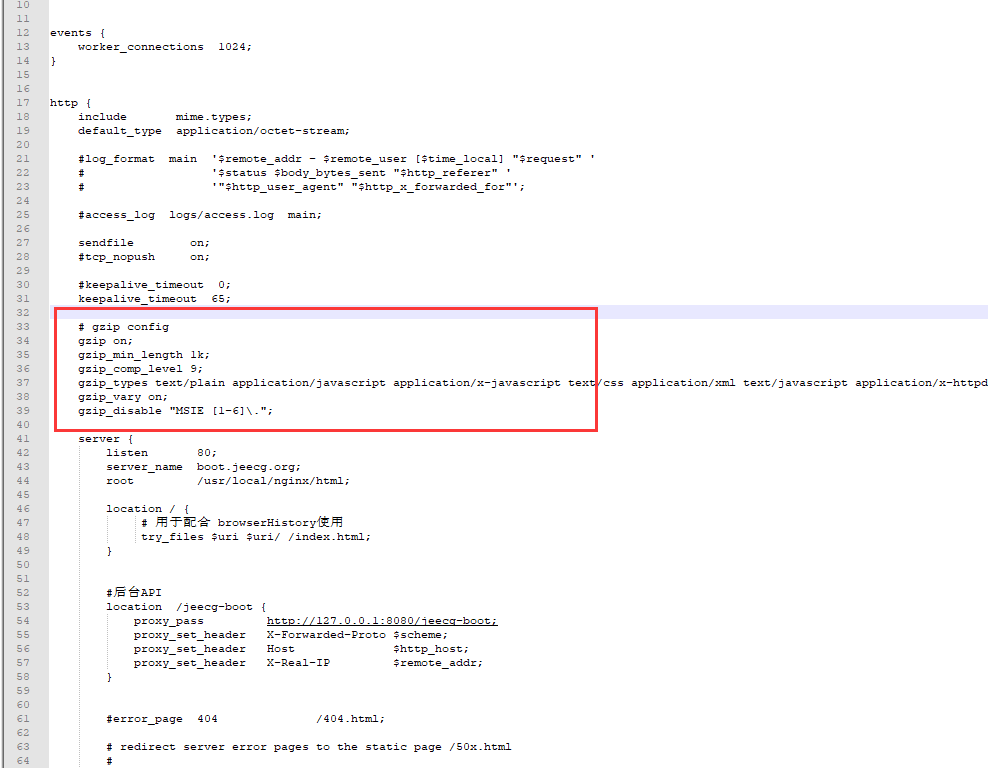 10
11
12 events {
13     worker_connections  1024;
14 }
15
16
17 http {
18     include       mime.types;
19     default_type  application/octet-stream;
20
21     #log_format  main  '$remote_addr - $remote_user [$time_local] "$request" '
22     #                  '$status $body_bytes_sent "$http_referer" '
23     #                  '"$http_user_agent" "$http_x_forwarded_for"';
24
25     #access_log  logs/access.log  main;
26
27     sendfile        on;
28     #tcp_nopush     on;
29
30     #keepalive_timeout  0;
31     keepalive_timeout  65;
32
33     # gzip config
34     gzip on;
35     gzip_min_length 1k;
36     gzip_comp_level 9;
37     gzip_types text/plain application/javascript application/x-javascript text/css application/xml text/javascript application/x-httpd
38     gzip_vary on;
39     gzip_disable "MSIE [1-6]\.";
40
41     server {
42         listen       80;
43         server_name  boot.jeecg.org;
44         root         /usr/local/nginx/html;
45
46         location / {
47              # 用于配合 browserHistory使用
48              try_files $uri $uri/ /index.html;
49         }
50
51
52         #后台API
53         location  /jeecg-boot {
54             proxy_pass         http://127.0.0.1:8080/jeecg-boot;
55             proxy_set_header   X-Forwarded-Proto $scheme;
56             proxy_set_header   Host              $http_host;
57             proxy_set_header   X-Real-IP         $remote_addr;
58         }
59
60
61         #error_page  404              /404.html;
62
63         # redirect server error pages to the static page /50x.html
64         #